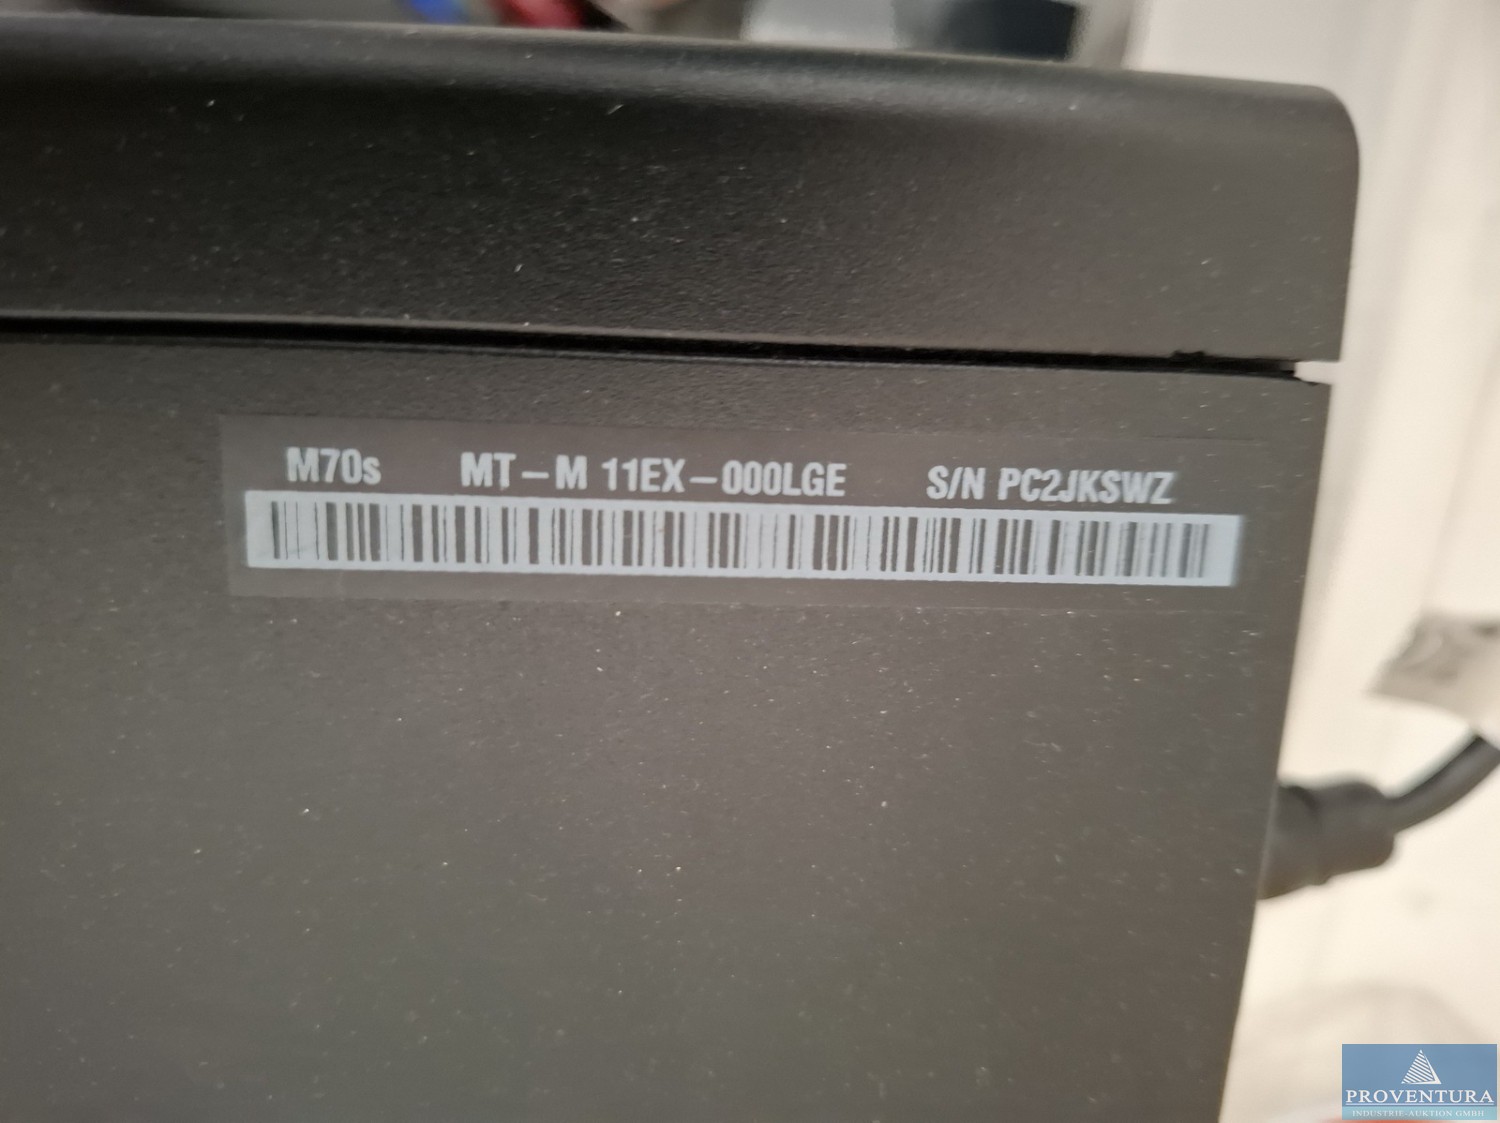 M70s MT-M 11EX-000LGE S/N PC2JKSWZ
PROVENTURA
INDUSTRIE-AUKTION GMBH